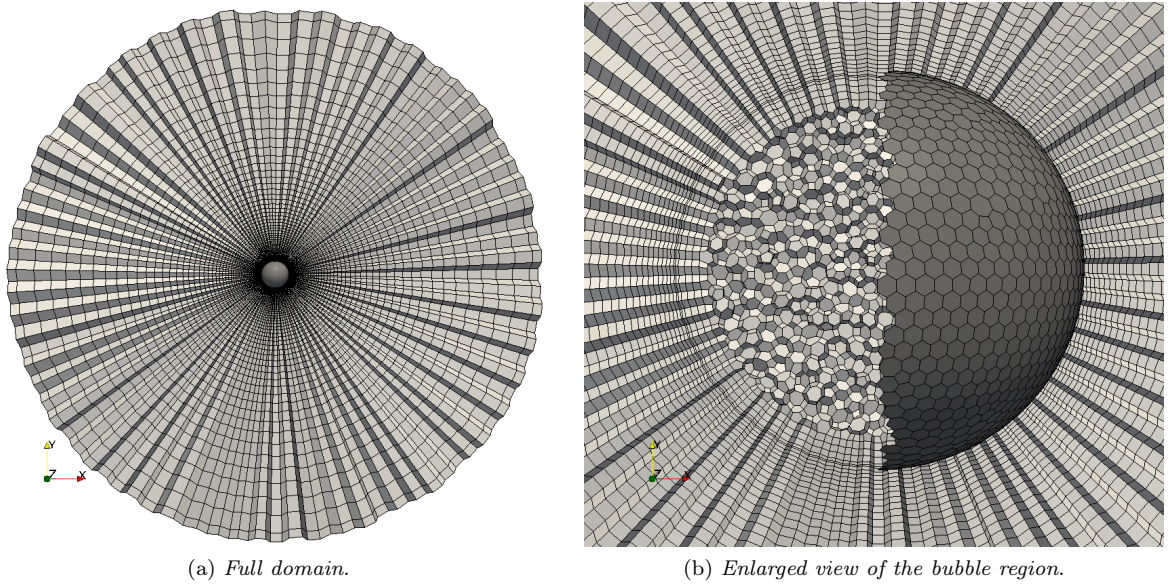 Y
Z X
Y
Z X
(a) Full domain.
(b) Enlarged view of the bubble region.